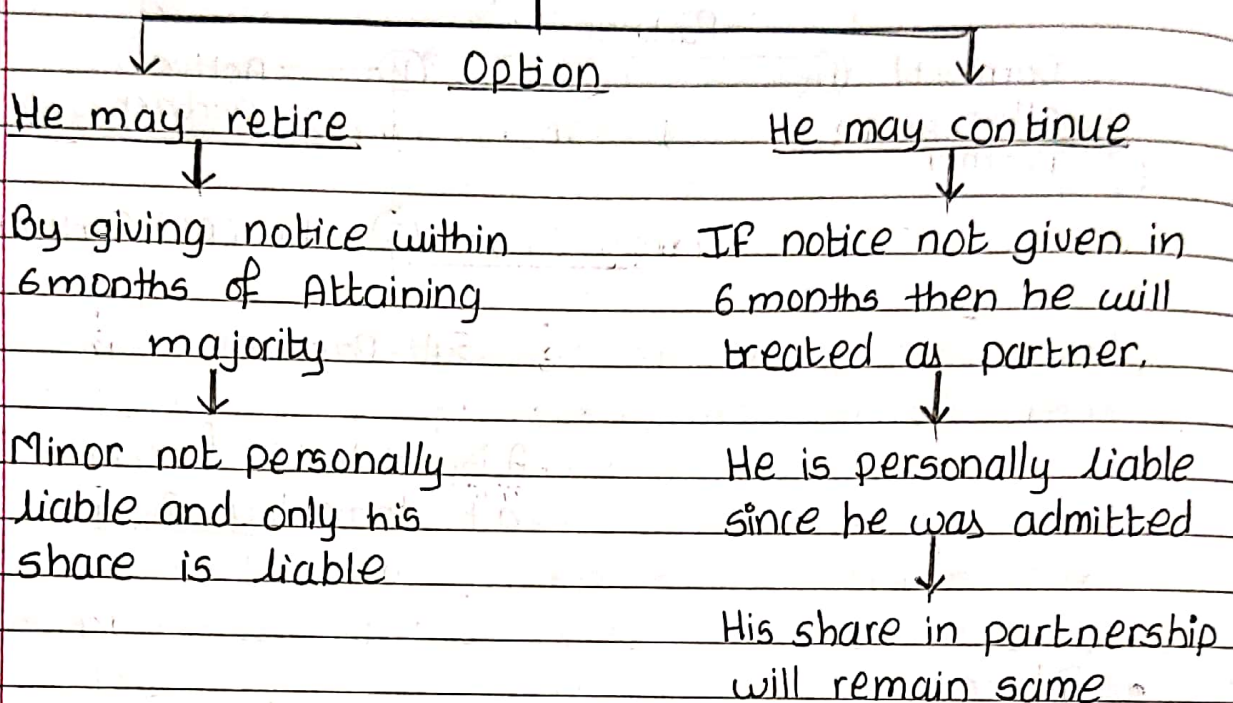 Option
He may retire
By giving notice within
6 months of Attaining
majority
Minor not personally
liable and only his
share is liable
He may continue
If notice not given in
6 months then he will
treated as partner.
He is personally liable
since he was admitted
His share in partnership
will remain same.